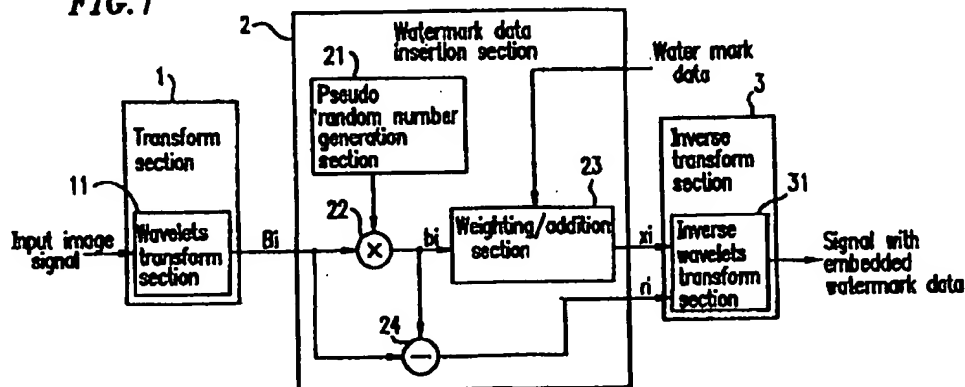 FIG. 1
2
Watermark data
insertion section
21
Pseudo
random number
generation
section
Water mark
data
1
Transform
section
3
Inverse
transform
section
11
Wavelets
transform
section
Input image
signal
Bi
22
×
bi
23
Weighting/addition
section
xi
ri
31
Inverse
wavelets
transform
section
Signal with
embedded
watermark data
24
−